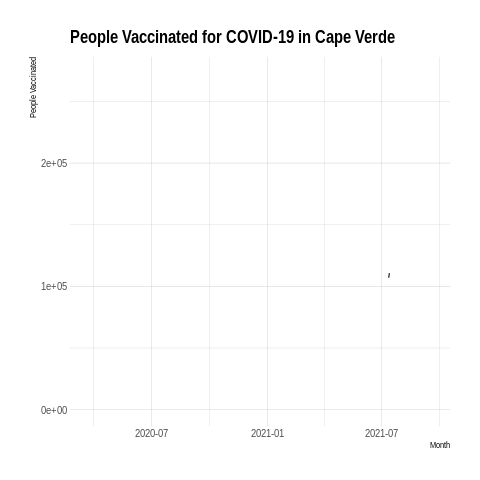 People Vaccinated for COVID-19 in Cape Verde
People Vaccinated
2e+05
1e+05
0e+00
2020-07
2021-01
2021-07
Month